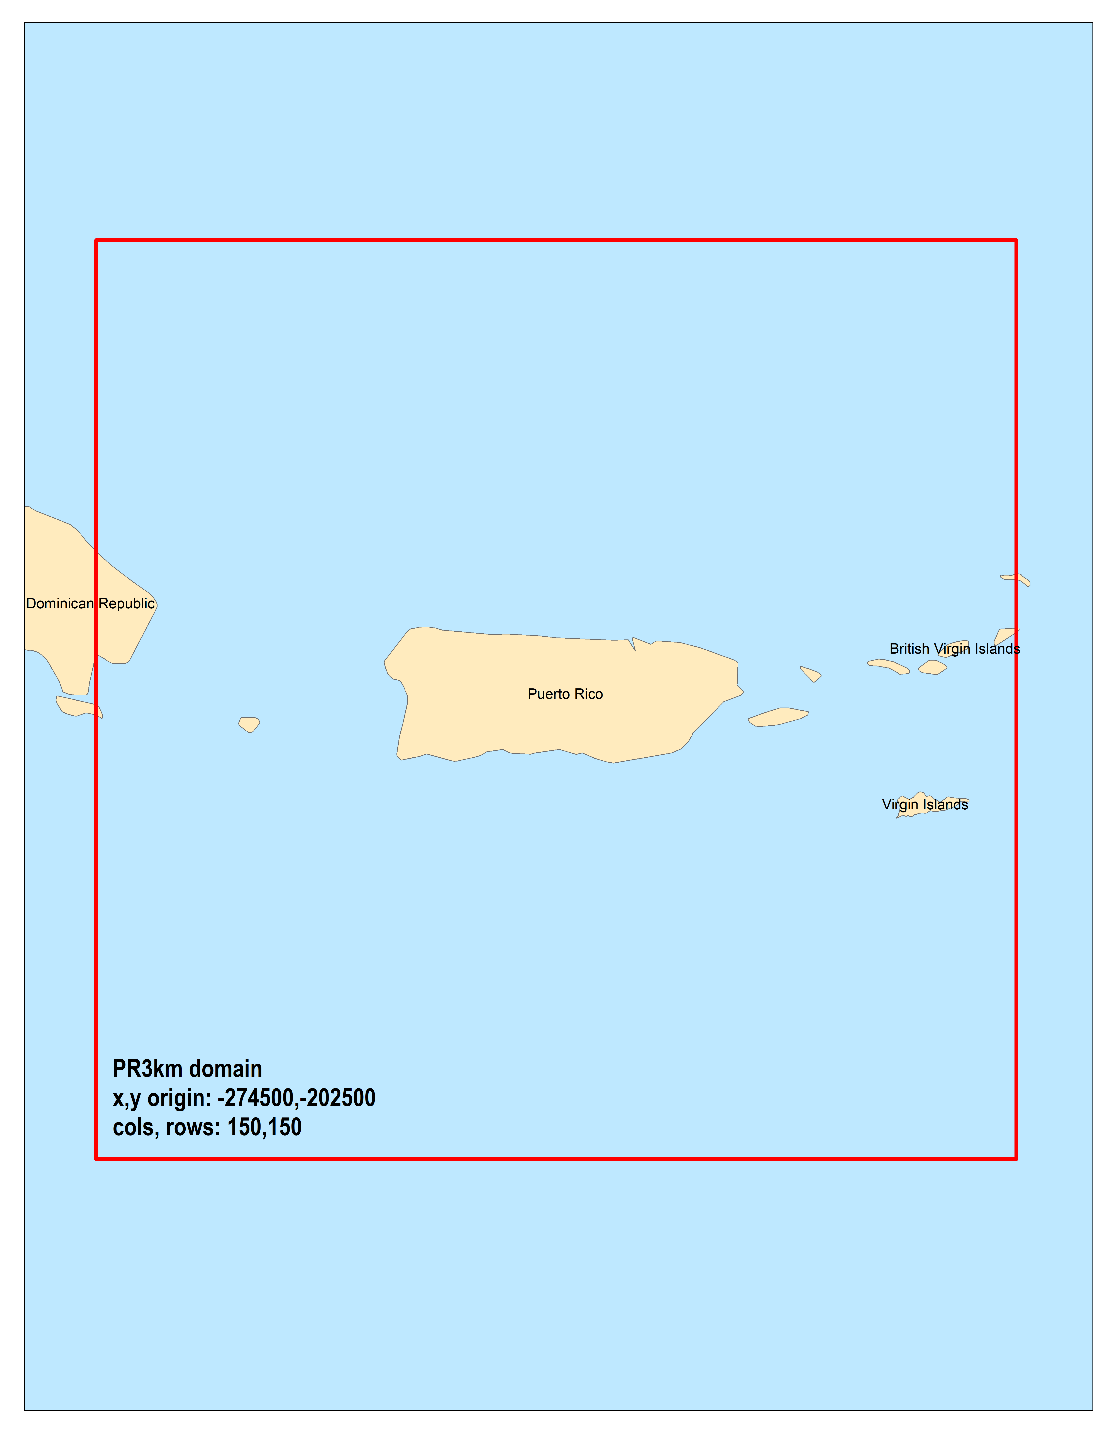 Dominican Republic
British Virgin Islands
Puerto Rico
Virgin Islands
PR3km domain
x,y origin: -274500,-202500
cols, rows: 150,150